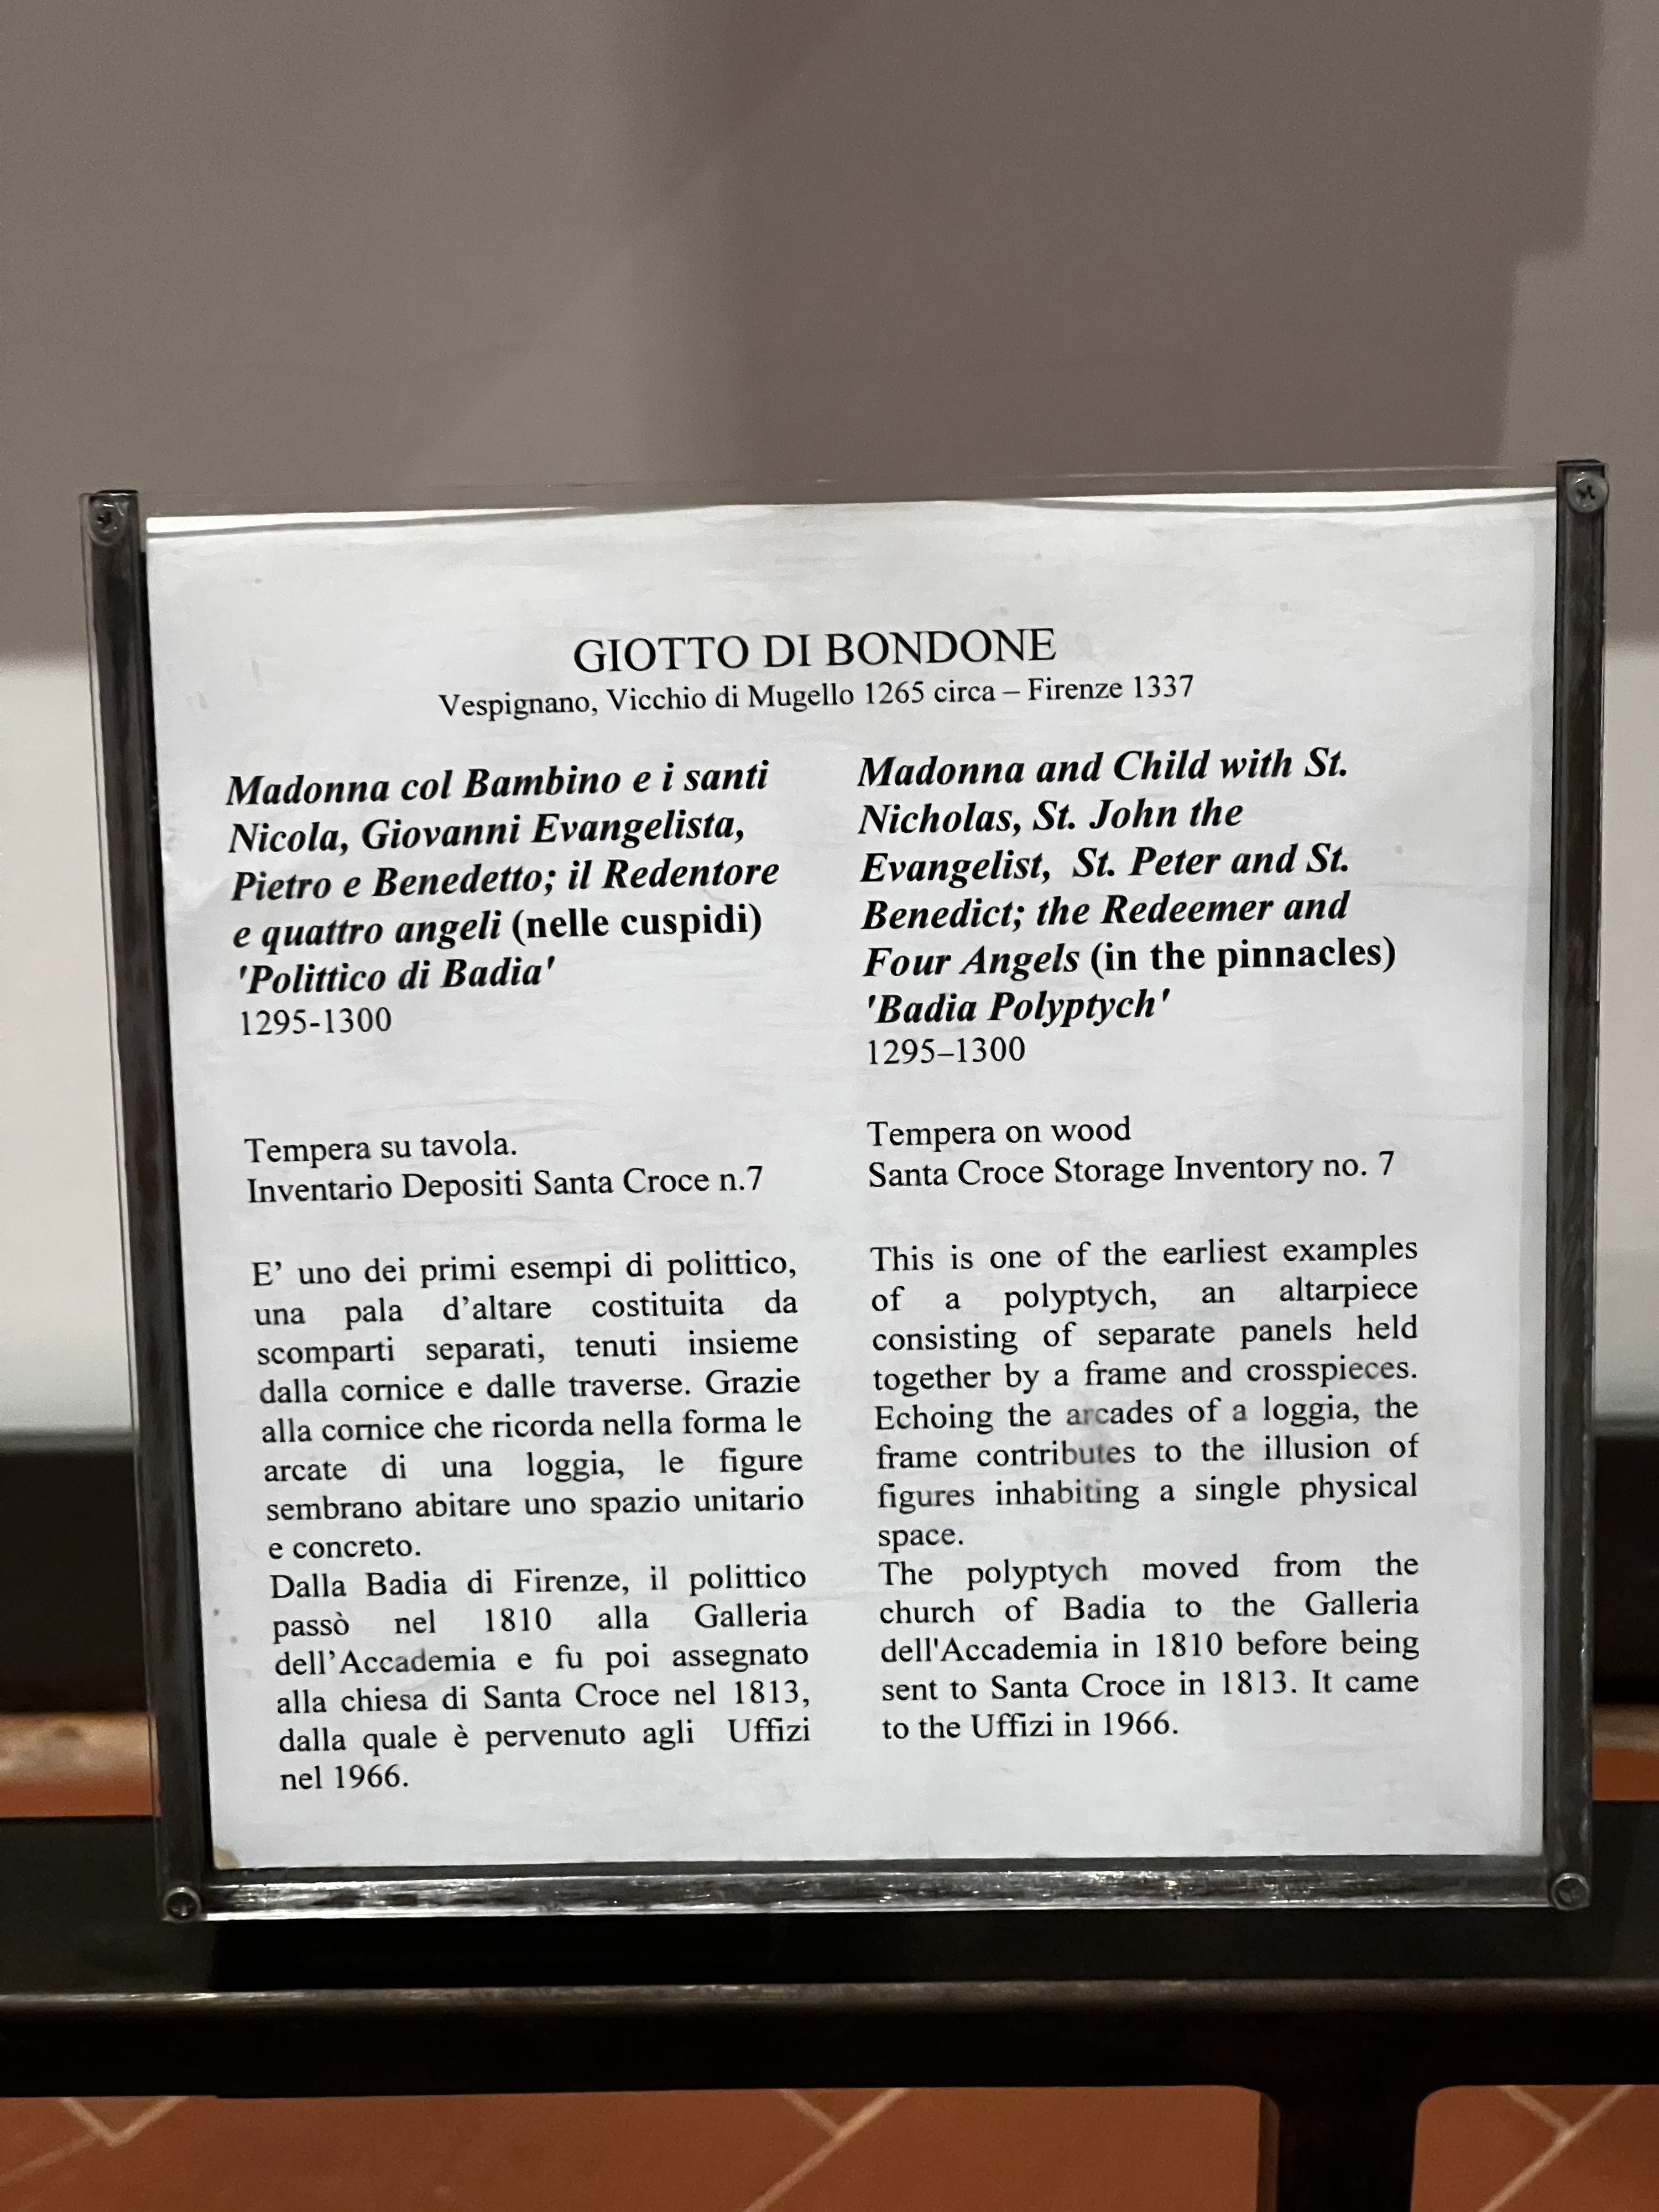 GIOTTO DI BONDONE
Vespignano, Vicchio di Mugello 1265 circa – Firenze 1337
Madonna col Bambino e i santi
Nicola, Giovanni Evangelista,
Pietro e Benedetto; il Redentore
e quattro angeli (nelle cuspidi)
'Polittico di Badia'
1295-1300
Tempera su tavola.
Inventario Depositi Santa Croce n.7
E' uno dei primi esempi di polittico,
una pala d'altare costituita da
scomparti separati, tenuti insieme
dalla cornice e dalle traverse. Grazie
alla cornice che ricorda nella forma le
arcate di una loggia, le figure
sembrano abitare uno spazio unitario
e concreto.
Dalla Badia di Firenze, il polittico
passò nel 1810 alla Galleria
dell'Accademia e fu poi assegnato
alla chiesa di Santa Croce nel 1813,
dalla quale è pervenuto agli Uffizi
nel 1966.
Madonna and Child with St.
Nicholas, St. John the
Evangelist, St. Peter and St.
Benedict; the Redeemer and
Four Angels (in the pinnacles)
'Badia Polyptych'
1295–1300
Tempera on wood
Santa Croce Storage Inventory no. 7
This is one of the earliest examples
of a polyptych, an altarpiece
consisting of separate panels held
together by a frame and crosspieces.
Echoing the arcades of a loggia, the
frame contributes to the illusion of
figures inhabiting a single physical
space.
The polyptych moved from the
church of Badia to the Galleria
dell'Accademia in 1810 before being
sent to Santa Croce in 1813. It came
to the Uffizi in 1966.